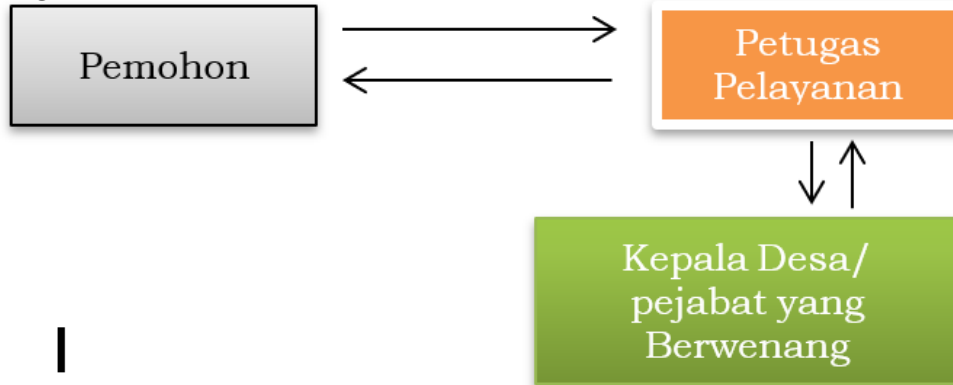 Pemohon
Petugas
Pelayanan
Kepala Desa/
pejabat yang
Berwenang